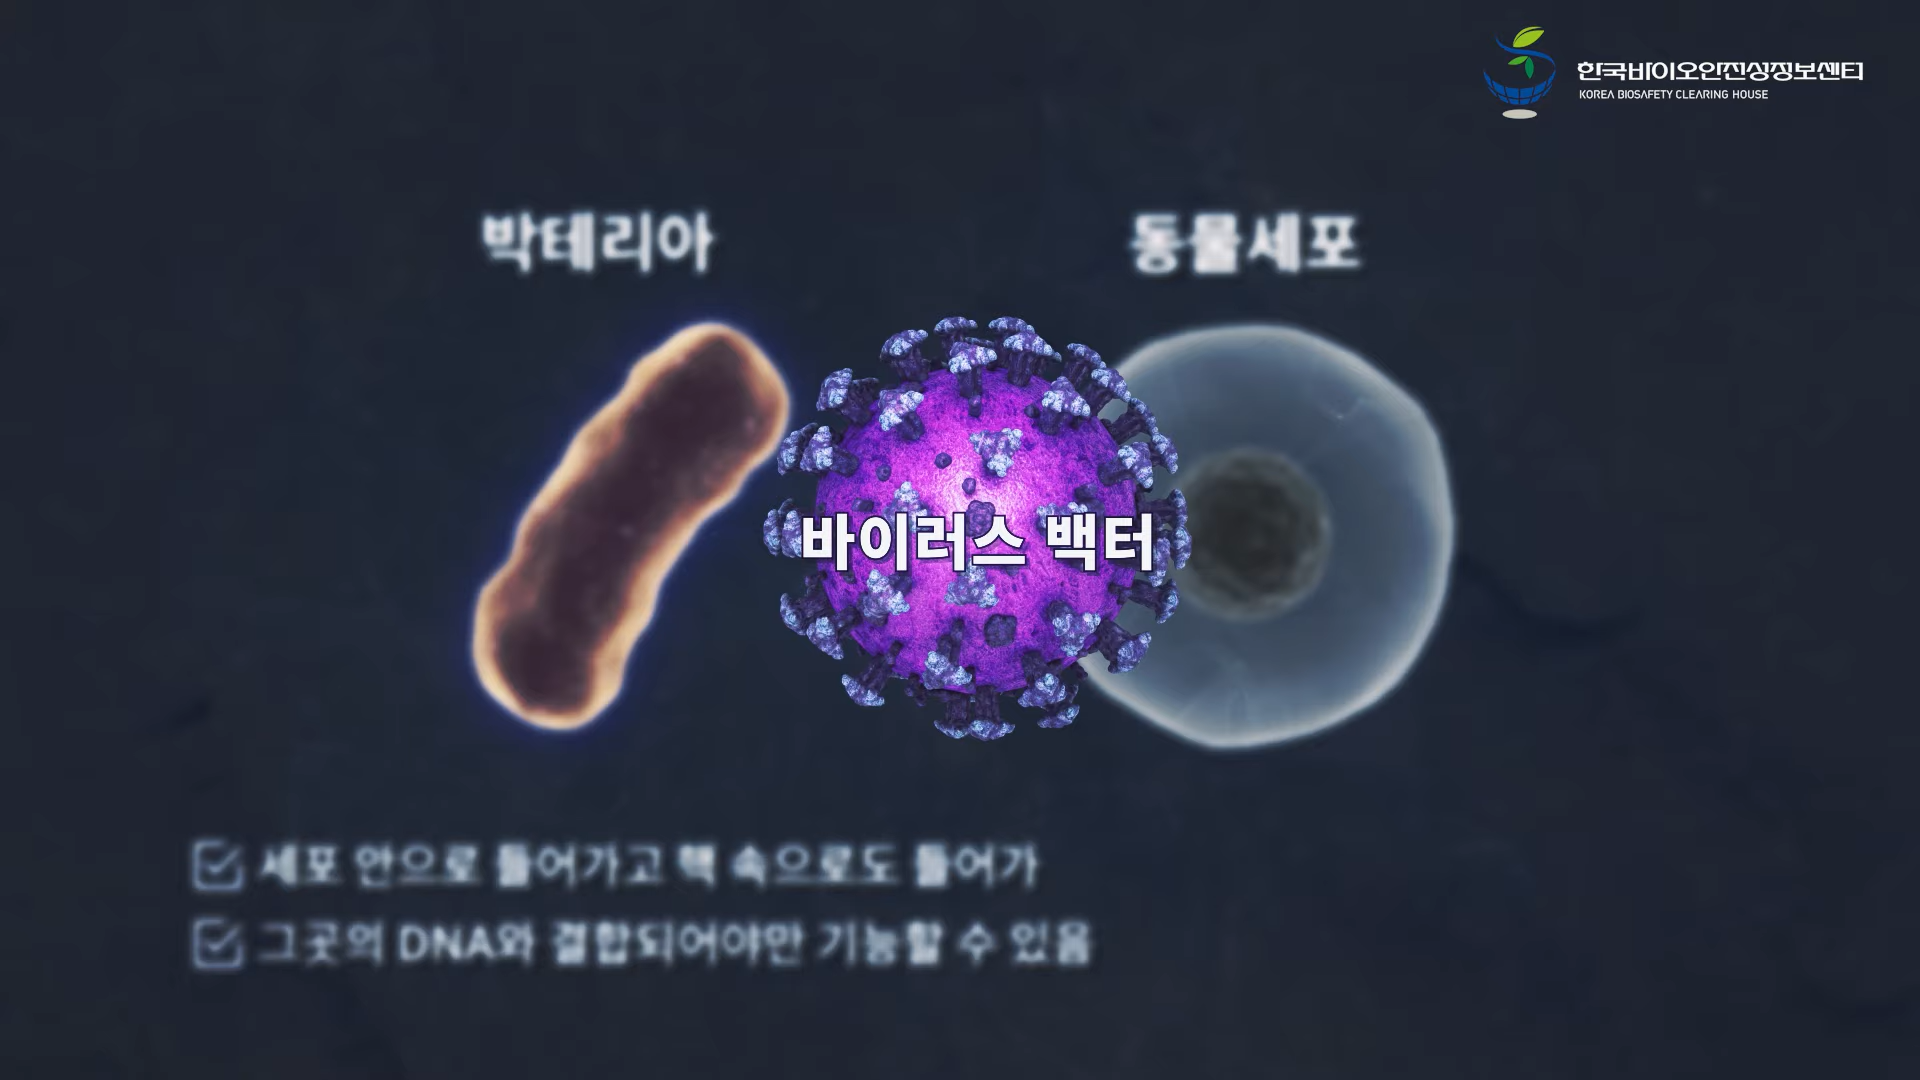 한국바이오안전성정보센터
KOREA BIOSAFETY CLEARING HOUSE
박테리아
동물세포
바이러스 벡터
세포 안으로 들어가고 핵 속으로도 들어가
그곳의 DNA와 결합되어야만 기능할 수 있음